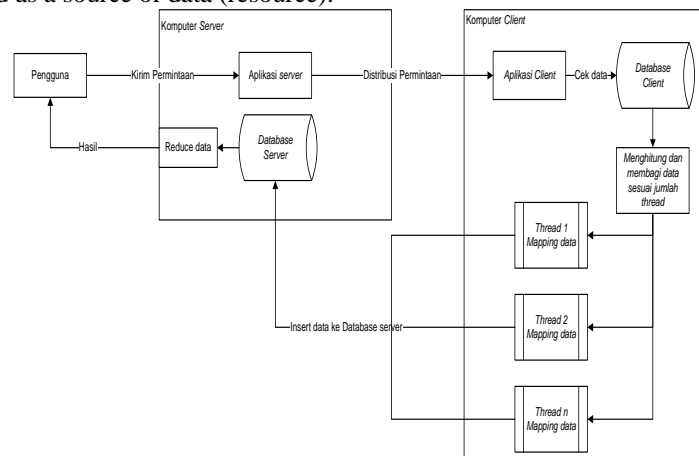 d as a source of data (resource).
Komputer Server
Komputer Client
Pengguna
Kirim Permintaan
Aplikasi server
Distribusi Permintaan
Aplikasi Client
Cek data
Database
Client
Hasil
Reduce data
Database
Server
Menghitung dan
membagi data
sesuai jumlah
thread
Thread 1
Mapping data
Insert data ke Database server
Thread 2
Mapping data
Thread n
Mapping data